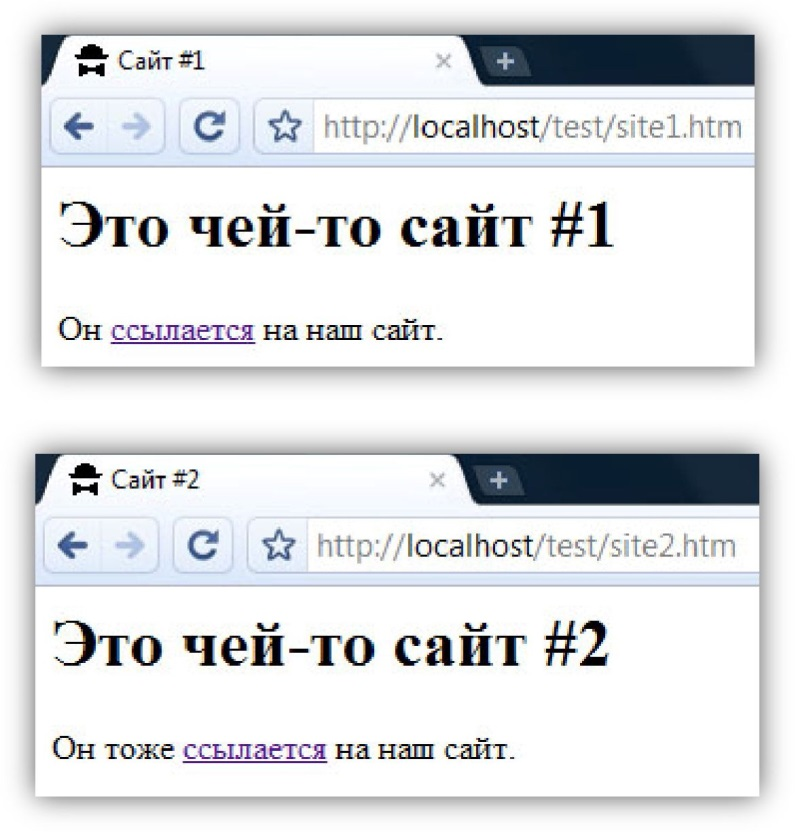 Сайт #1
http://localhost/test/site1.htm
Это чей-то сайт #1
Он ссылается на наш сайт.
Сайт #2
http://localhost/test/site2.htm
Это чей-то сайт #2
Он тоже ссылается на наш сайт.